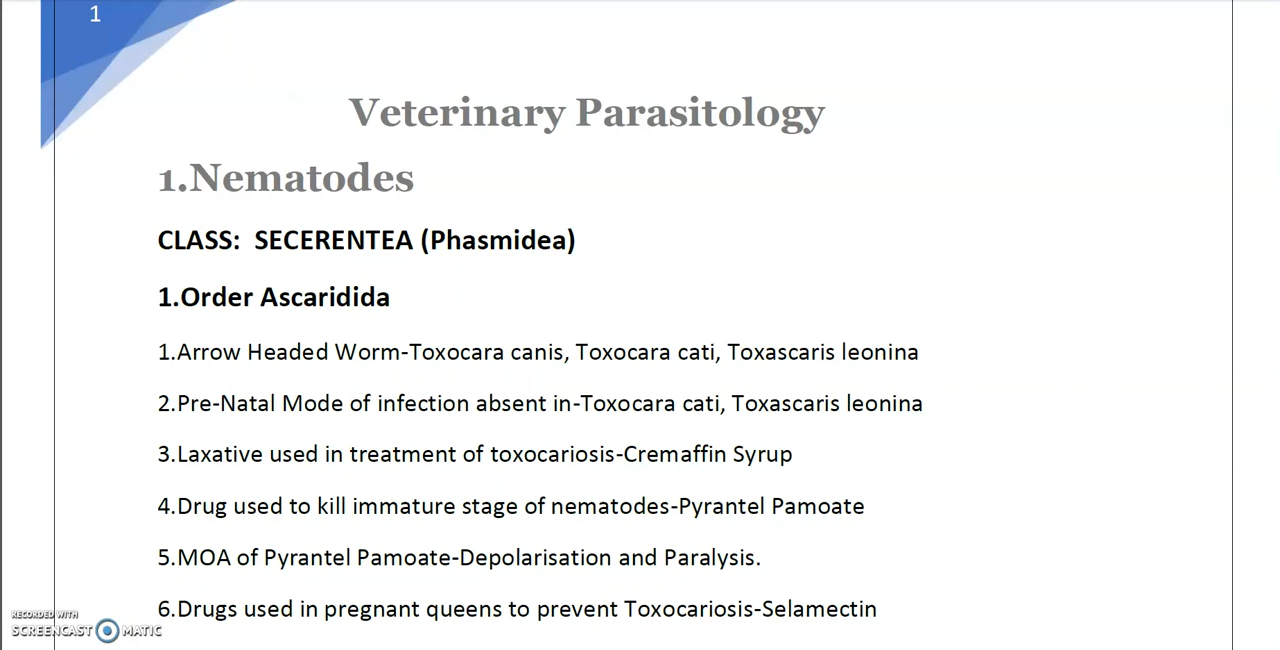 1
Veterinary Parasitology
1.Nematodes
CLASS:  SECERENTEA (Phasmidea)
1.Order Ascaridida
1.Arrow Headed Worm-Toxocara canis, Toxocara cati, Toxascaris leonina
2.Pre-Natal Mode of infection absent in-Toxocara cati, Toxascaris leonina
3.Laxative used in treatment of toxocariosis-Cremaffin Syrup
4.Drug used to kill immature stage of nematodes-Pyrantel Pamoate
5.MOA of Pyrantel Pamoate-Depolarisation and Paralysis.
6.Drugs used in pregnant queens to prevent Toxocariosis-Selamectin
RECORDED WITH
SCREENCAST MATIC